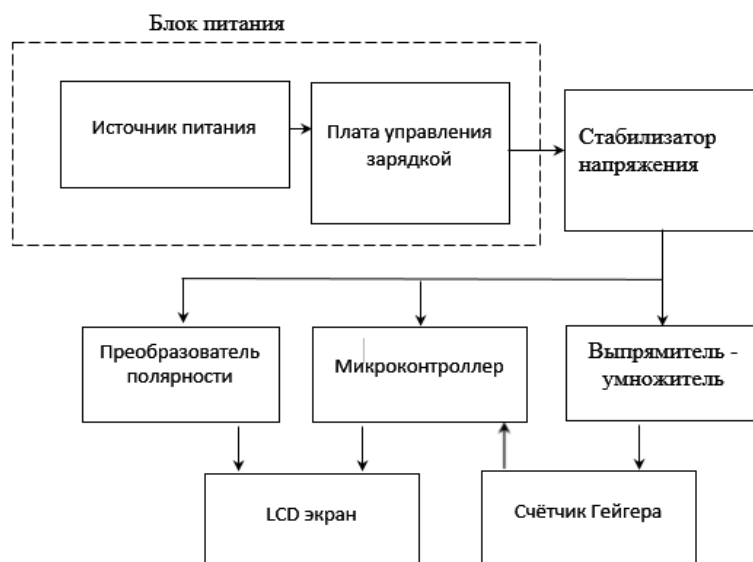 Блок питания
Источник питания
Плата управления
зарядкой
Стабилизатор
напряжения
Преобразователь
полярности
Микроконтроллер
Выпрямитель -
умножитель
LCD экран
Счётчик Гейгера